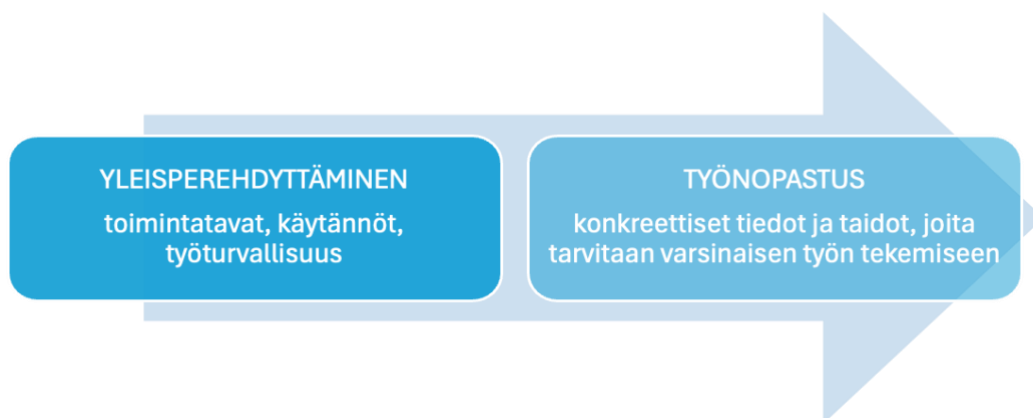 YLEISPEREHDYTTÄMINEN
toimintatavat, käytännöt,
työturvallisuus
TYÖNOPASTUS
konkreettiset tiedot ja taidot, joita
tarvitaan varsinaisen työn tekemiseen